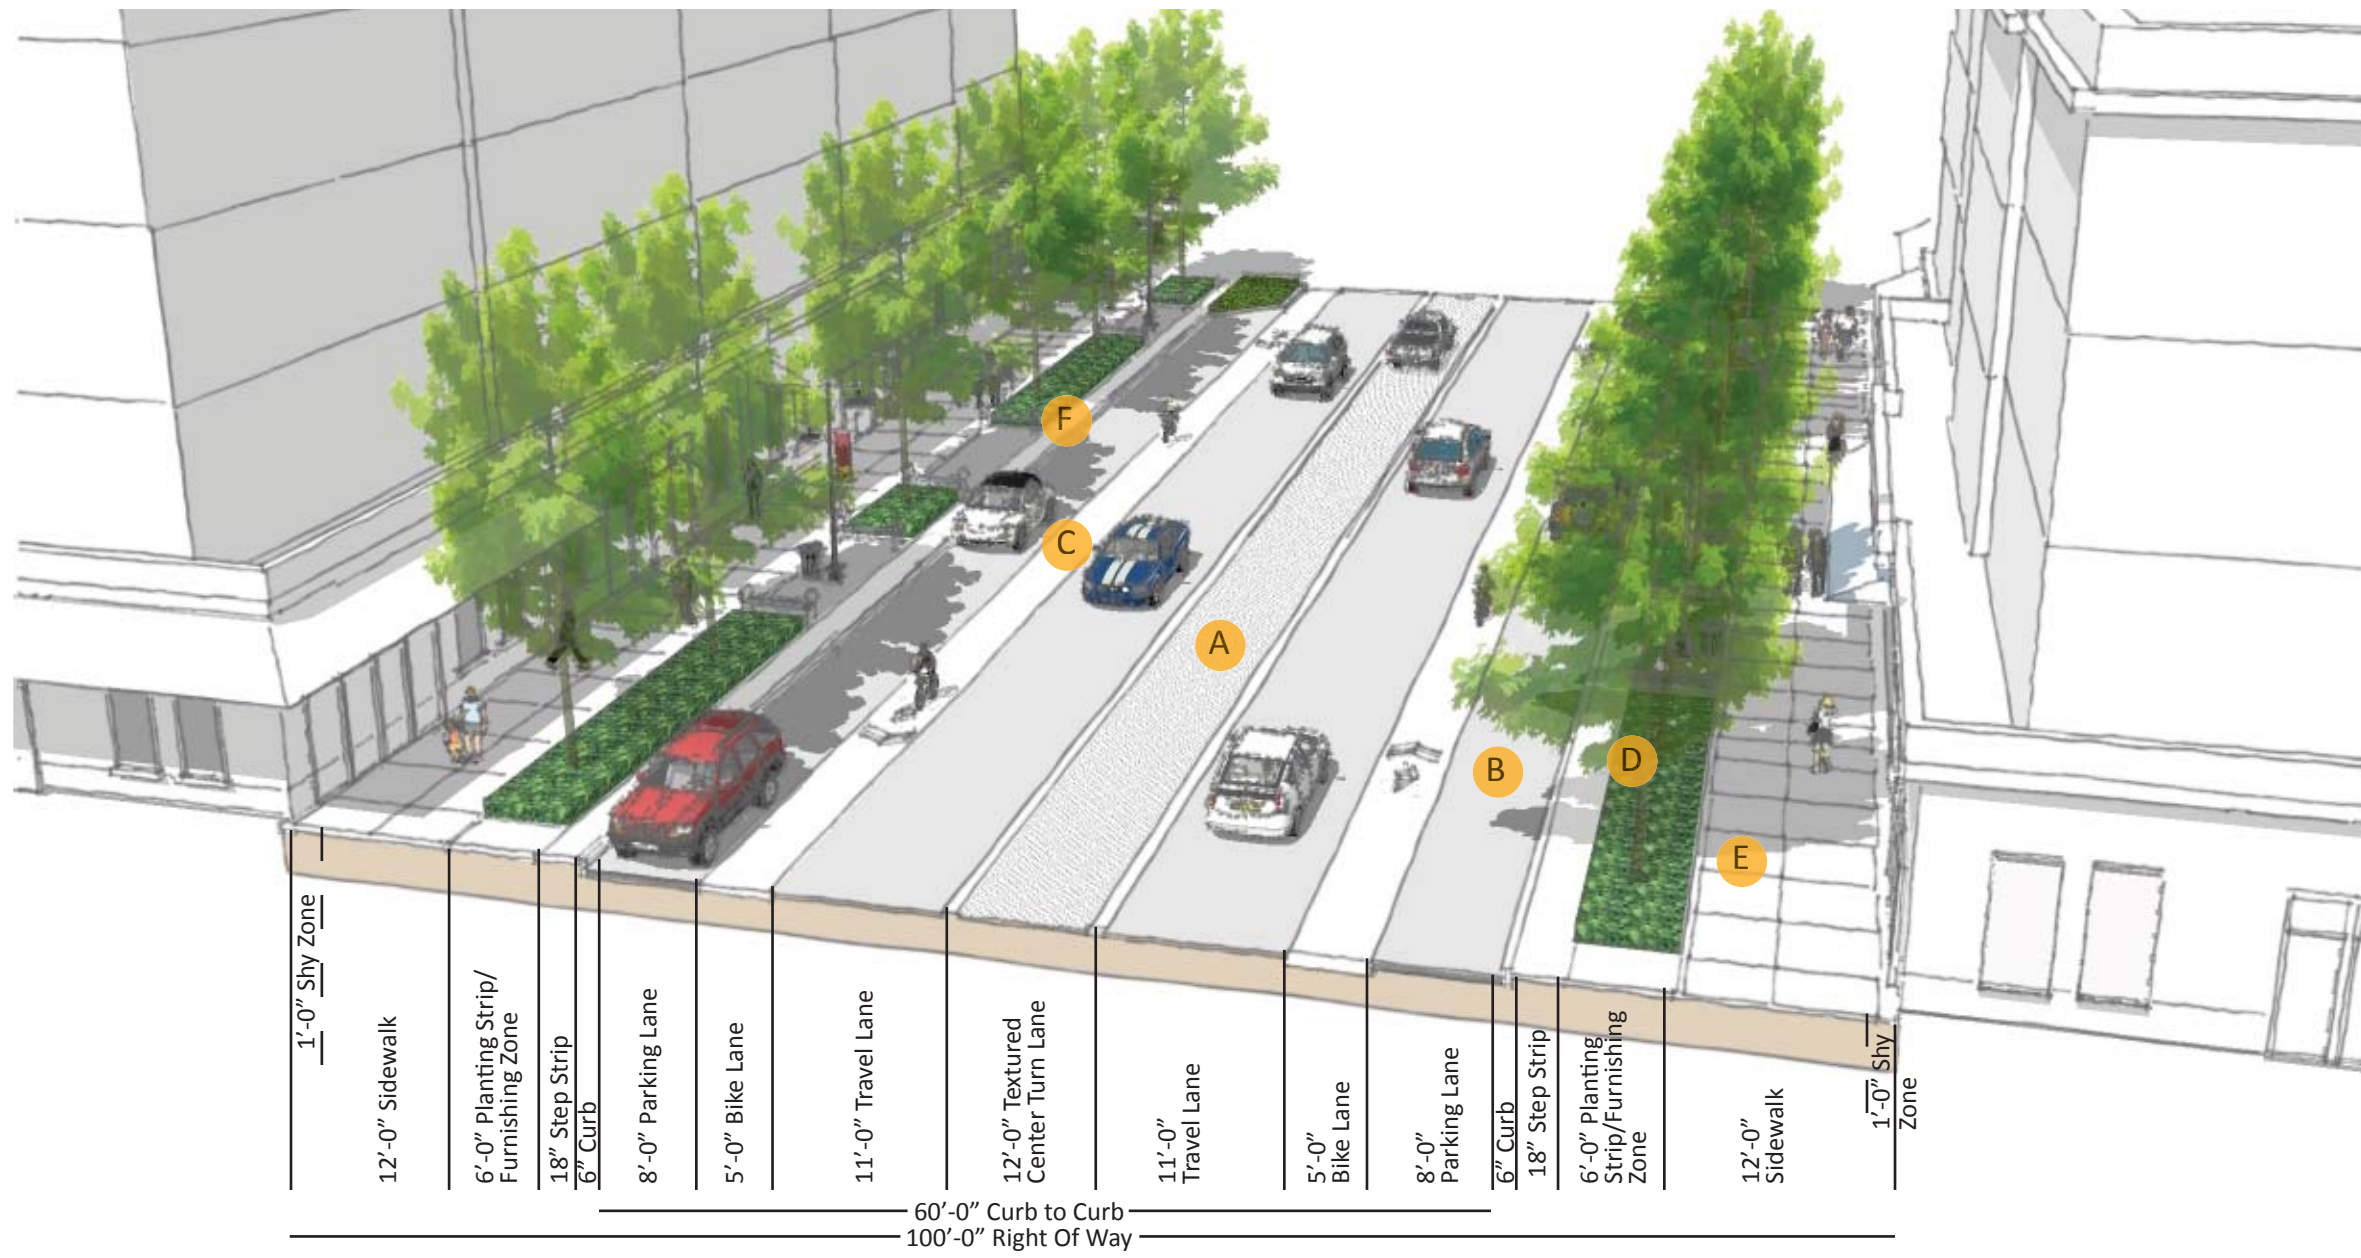 F
C
A
B
D
E
1’-0” Shy Zone
12’-0” Sidewalk
6’-0” Planting Strip/
Furnishing Zone
18” Step Strip
6” Curb
8’-0” Parking Lane
5’-0” Bike Lane
11’-0” Travel Lane
12’-0” Textured
Center Turn Lane
11’-0”
Travel Lane
5’-0”
Bike Lane
8’-0”
Parking Lane
6” Curb
18” Step Strip
6’-0” Planting
Strip/Furnishing
Zone
12’-0”
Sidewalk
1’-0” Shy
Zone
60’-0” Curb to Curb
100’-0” Right Of Way